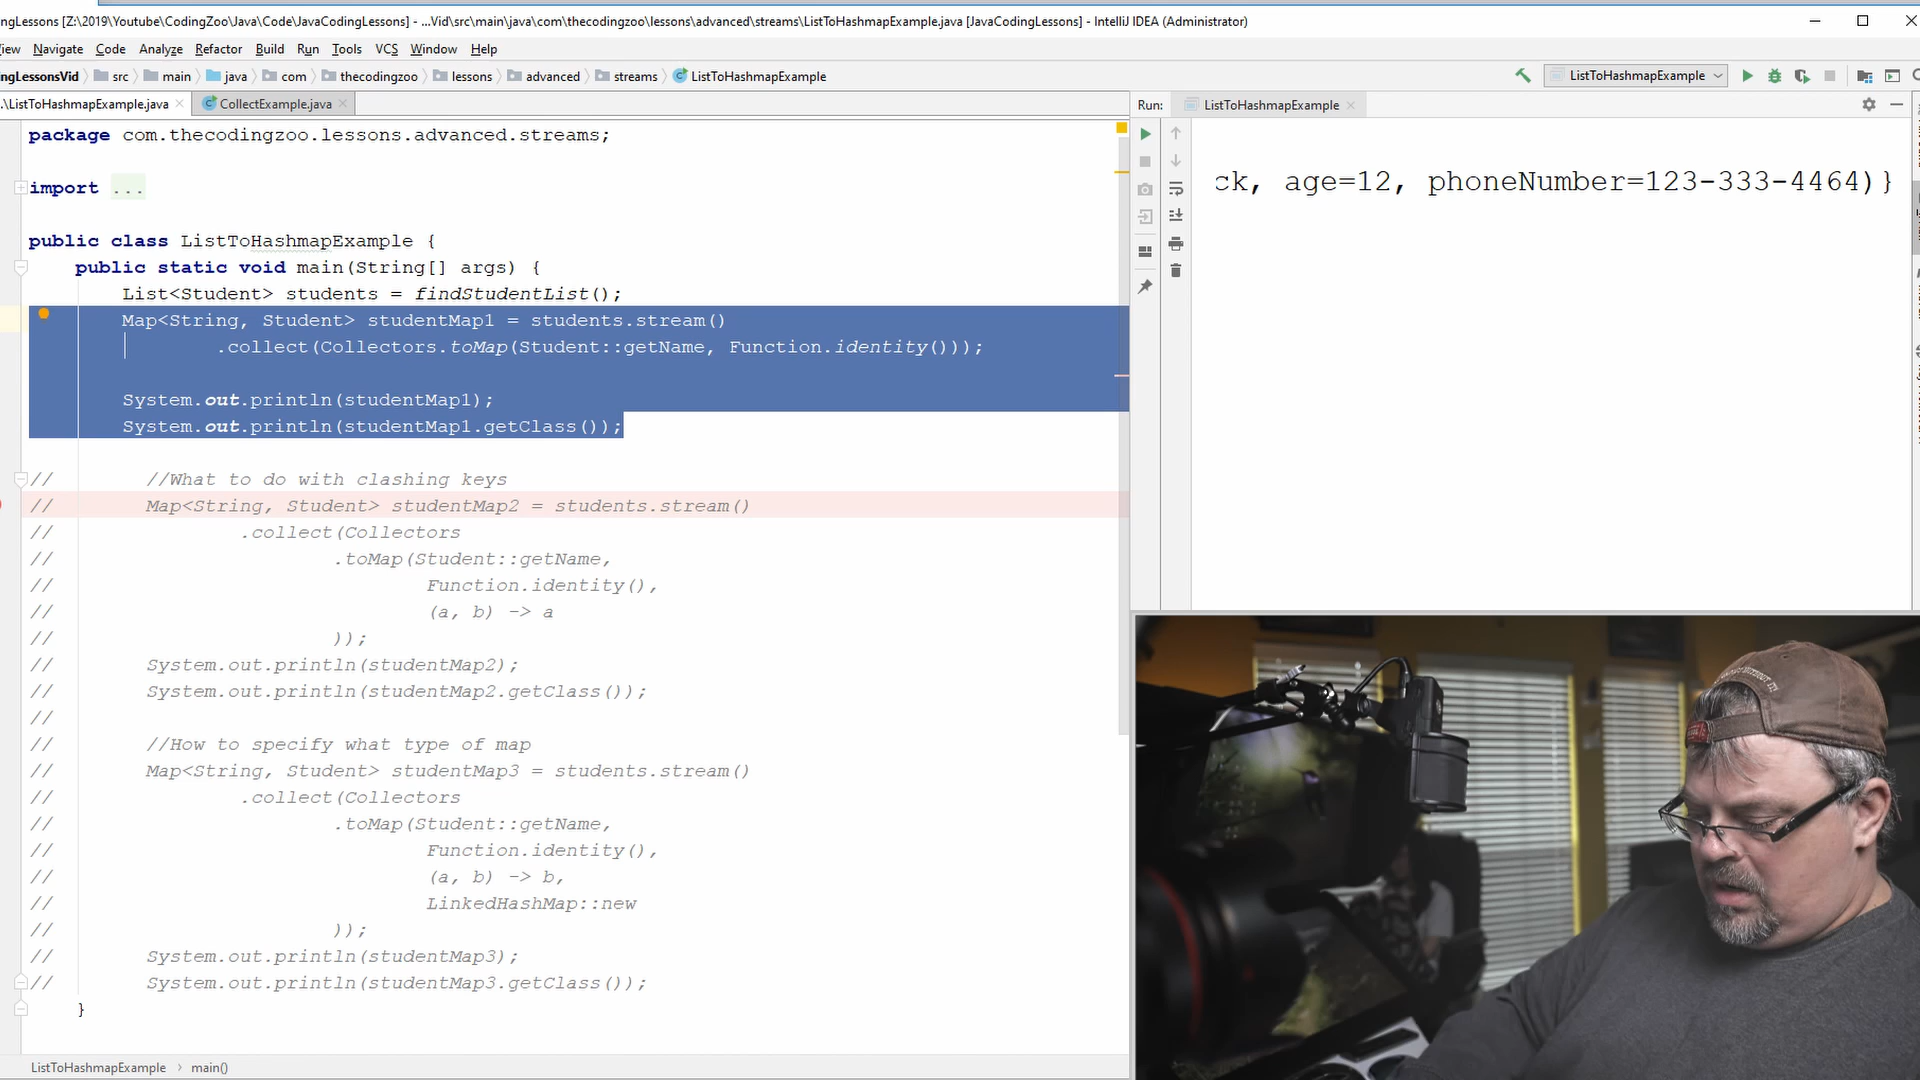 ngLessons [Z:\2019\Youtube\CodingZoo\Java\Code\JavaCodingLessons] - ...Vid\src\main\java\com\thecodingzoo\lessons\advanced\streams\ListToHashmapExample.java [JavaCodingLessons] - IntelliJ IDEA (Administrator)
iew Navigate Code Analyze Refactor Build Run Tools VCS Window Help
ngLessonsVid src main java com thecodingzoo lessons advanced streams ListToHashmapExample
ListToHashmapExample
.\ListToHashmapExample.java CollectExample.java
Run: ListToHashmapExample
package com.thecodingzoo.lessons.advanced.streams;
import ...
public class ListToHashmapExample {
public static void main(String[] args) {
List<Student> students = findStudentList();
Map<String, Student> studentMap1 = students.stream()
.collect(Collectors.toMap(Student::getName, Function.identity()));
System.out.println(studentMap1);
System.out.println(studentMap1.getClass());
// //What to do with clashing keys
// Map<String, Student> studentMap2 = students.stream()
// .collect(Collectors
// .toMap(Student::getName,
// Function.identity(),
// (a, b) -> a
// ));
// System.out.println(studentMap2);
// System.out.println(studentMap2.getClass());
//
// //How to specify what type of map
// Map<String, Student> studentMap3 = students.stream()
// .collect(Collectors
// .toMap(Student::getName,
// Function.identity(),
// (a, b) -> b,
// LinkedHashMap::new
// ));
// System.out.println(studentMap3);
// System.out.println(studentMap3.getClass());
}
ListToHashmapExample › main()
ck, age=12, phoneNumber=123-333-4464)}